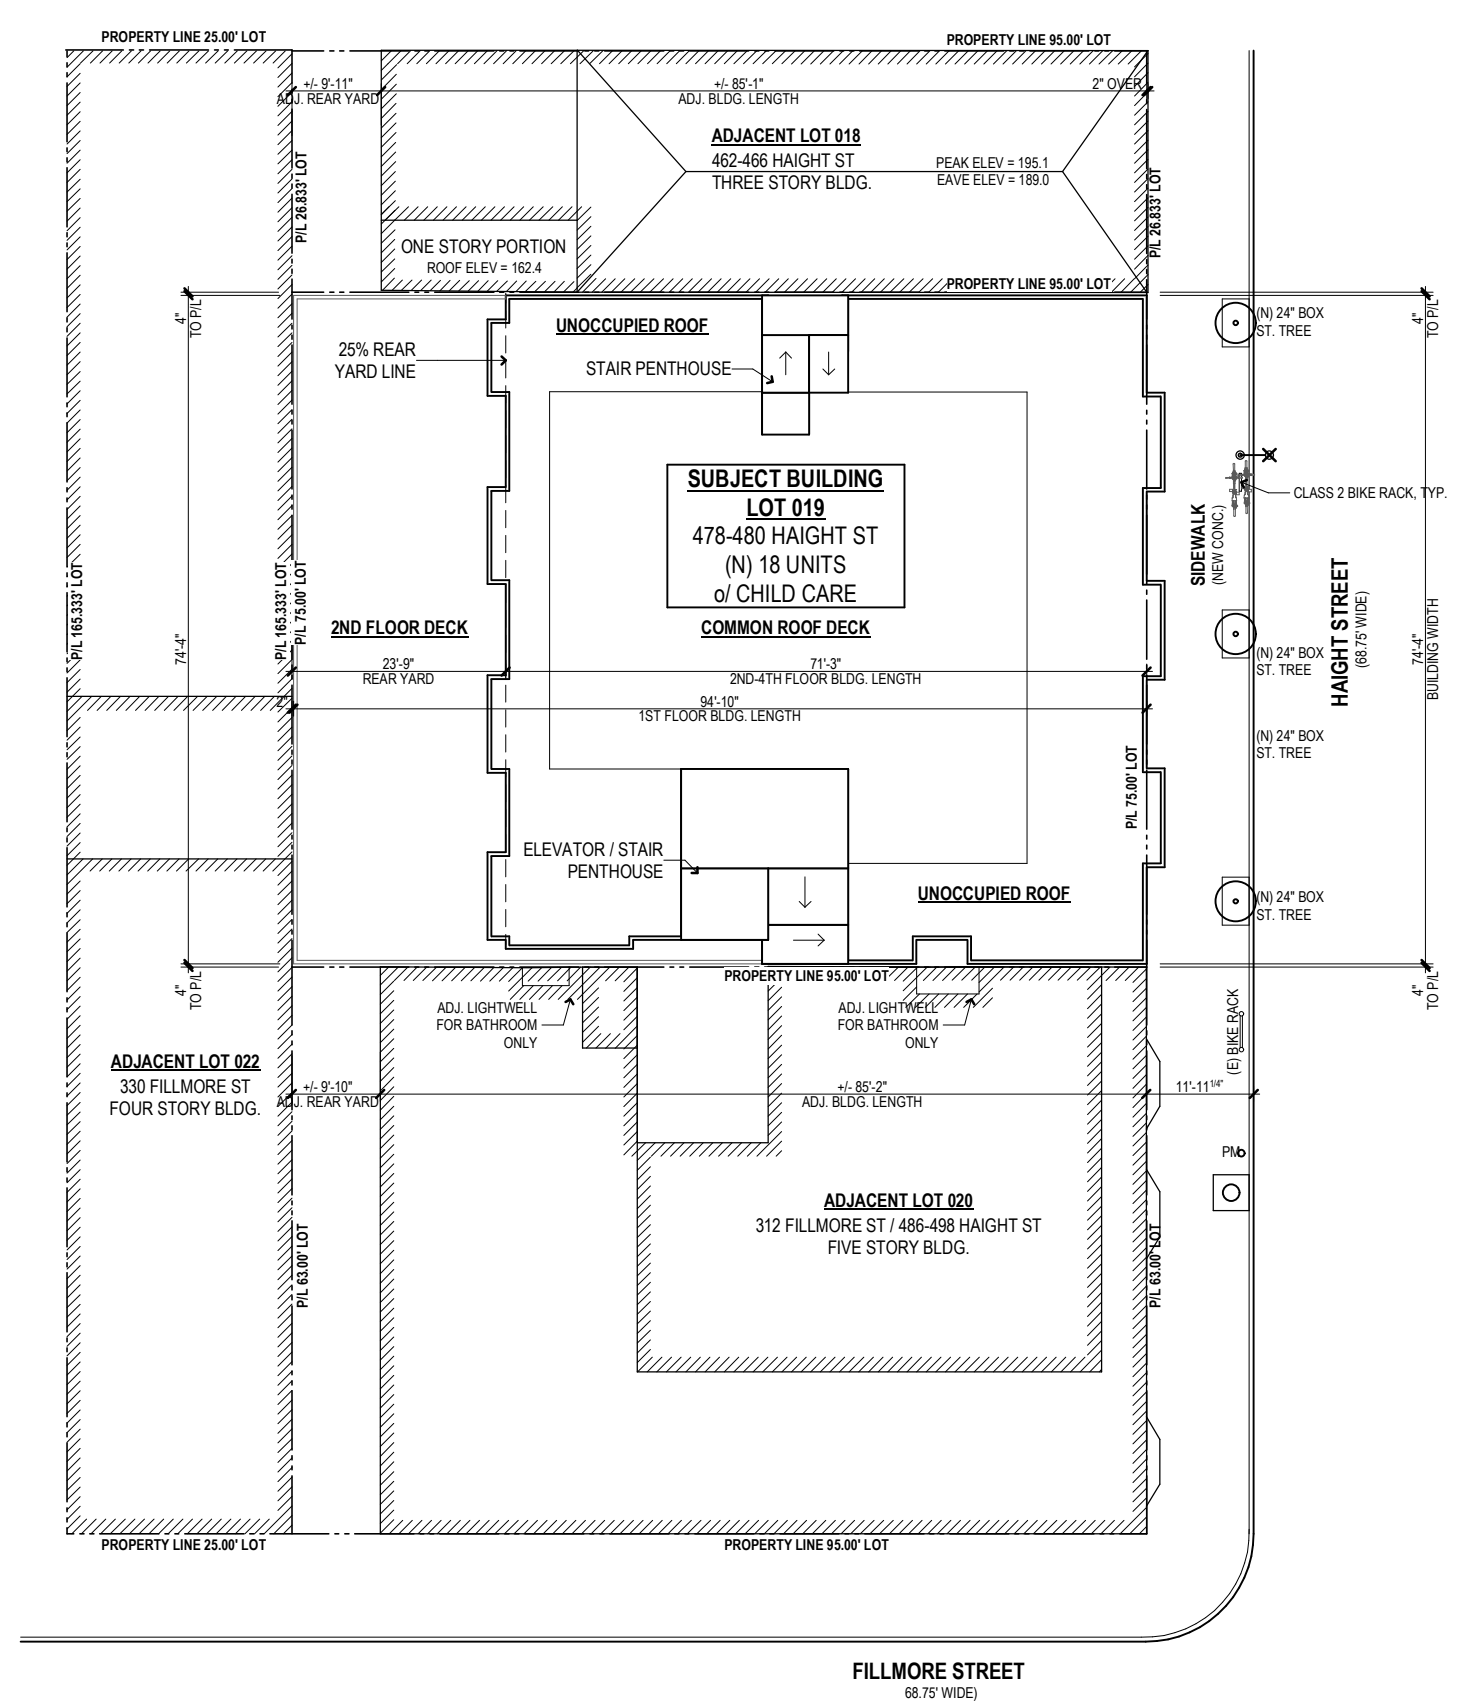 PROPERTY LINE 25.00' LOT
PROPERTY LINE 95.00' LOT
+/- 9'-11"
ADJ. REAR YARD
+/- 85'-1"
ADJ. BLDG. LENGTH
2" OVER
ADJACENT LOT 018
462-466 HAIGHT ST
THREE STORY BLDG.
PEAK ELEV = 195.1
EAVE ELEV = 189.0
P/L 26.833' LOT
P/L 26.833' LOT
ONE STORY PORTION
ROOF ELEV = 162.4
PROPERTY LINE 95.00' LOT
4"
TO P/L
UNOCCUPIED ROOF
25% REAR
YARD LINE
STAIR PENTHOUSE
(N) 24" BOX
ST. TREE
4"
TO P/L
SUBJECT BUILDING
LOT 019
478-480 HAIGHT ST
(N) 18 UNITS
o/ CHILD CARE
CLASS 2 BIKE RACK, TYP.
SIDEWALK
(NEW CONC.)
HAIGHT STREET
(68.75' WIDE)
P/L 165.333' LOT
P/L 165.333' LOT
P/L 75.00' LOT
74'-4"
2ND FLOOR DECK
COMMON ROOF DECK
23'-9"
REAR YARD
71'-3"
2ND-4TH FLOOR BLDG. LENGTH
(N) 24" BOX
ST. TREE
74'-4"
BUILDING WIDTH
2"
94'-10"
1ST FLOOR BLDG. LENGTH
(N) 24" BOX
ST. TREE
P/L 75.00' LOT
ELEVATOR / STAIR
PENTHOUSE
UNOCCUPIED ROOF
(N) 24" BOX
ST. TREE
4"
TO P/L
PROPERTY LINE 95.00' LOT
4"
TO P/L
ADJ. LIGHTWELL
FOR BATHROOM
ONLY
ADJ. LIGHTWELL
FOR BATHROOM
ONLY
(E) BIKE RACK
ADJACENT LOT 022
330 FILLMORE ST
FOUR STORY BLDG.
+/- 9'-10"
ADJ. REAR YARD
+/- 85'-2"
ADJ. BLDG. LENGTH
11'-11 1/4"
PM
ADJACENT LOT 020
312 FILLMORE ST / 486-498 HAIGHT ST
FIVE STORY BLDG.
P/L 63.00' LOT
P/L 63.00' LOT
PROPERTY LINE 25.00' LOT
PROPERTY LINE 95.00' LOT
FILLMORE STREET
68.75' WIDE)